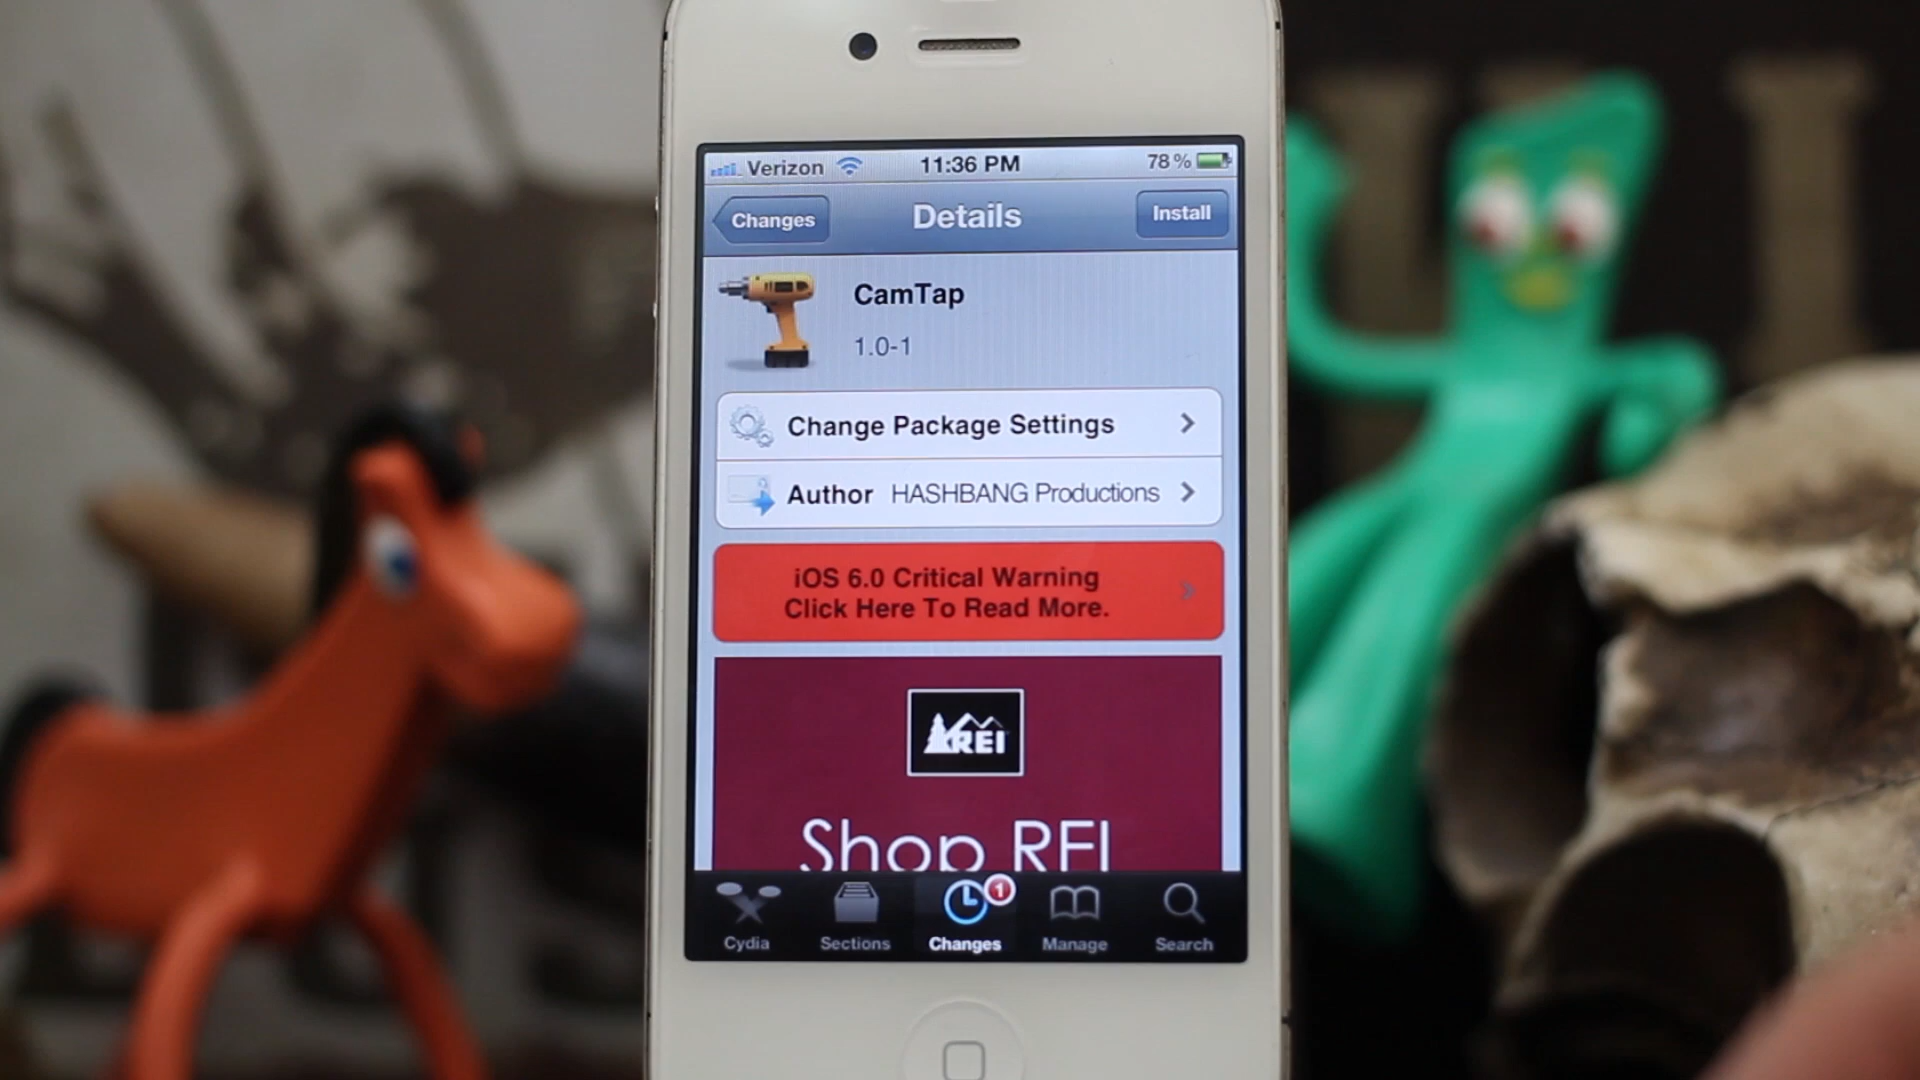 Verizon 11:36 PM 78%
Changes Details Install
CamTap
1.0-1
Change Package Settings
Author HASHBANG Productions
iOS 6.0 Critical Warning
Click Here To Read More.
REI
Shop REI
1
Cydia Sections Changes Manage Search